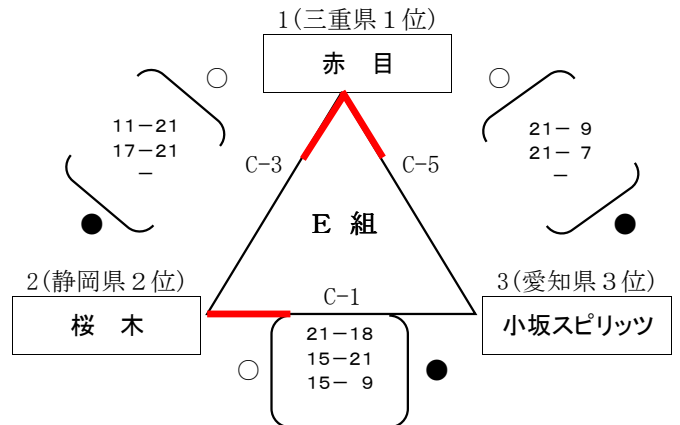 1(三重県１位)
赤　目
○
○
11－21
17－21
－
21－ 9
21－ 7
－
C-3
C-5
●
●
Ｅ 組
2(静岡県２位)
3(愛知県３位)
C-1
桜　木
小坂スピリッツ
21－18
15－21
15－ 9
○
●